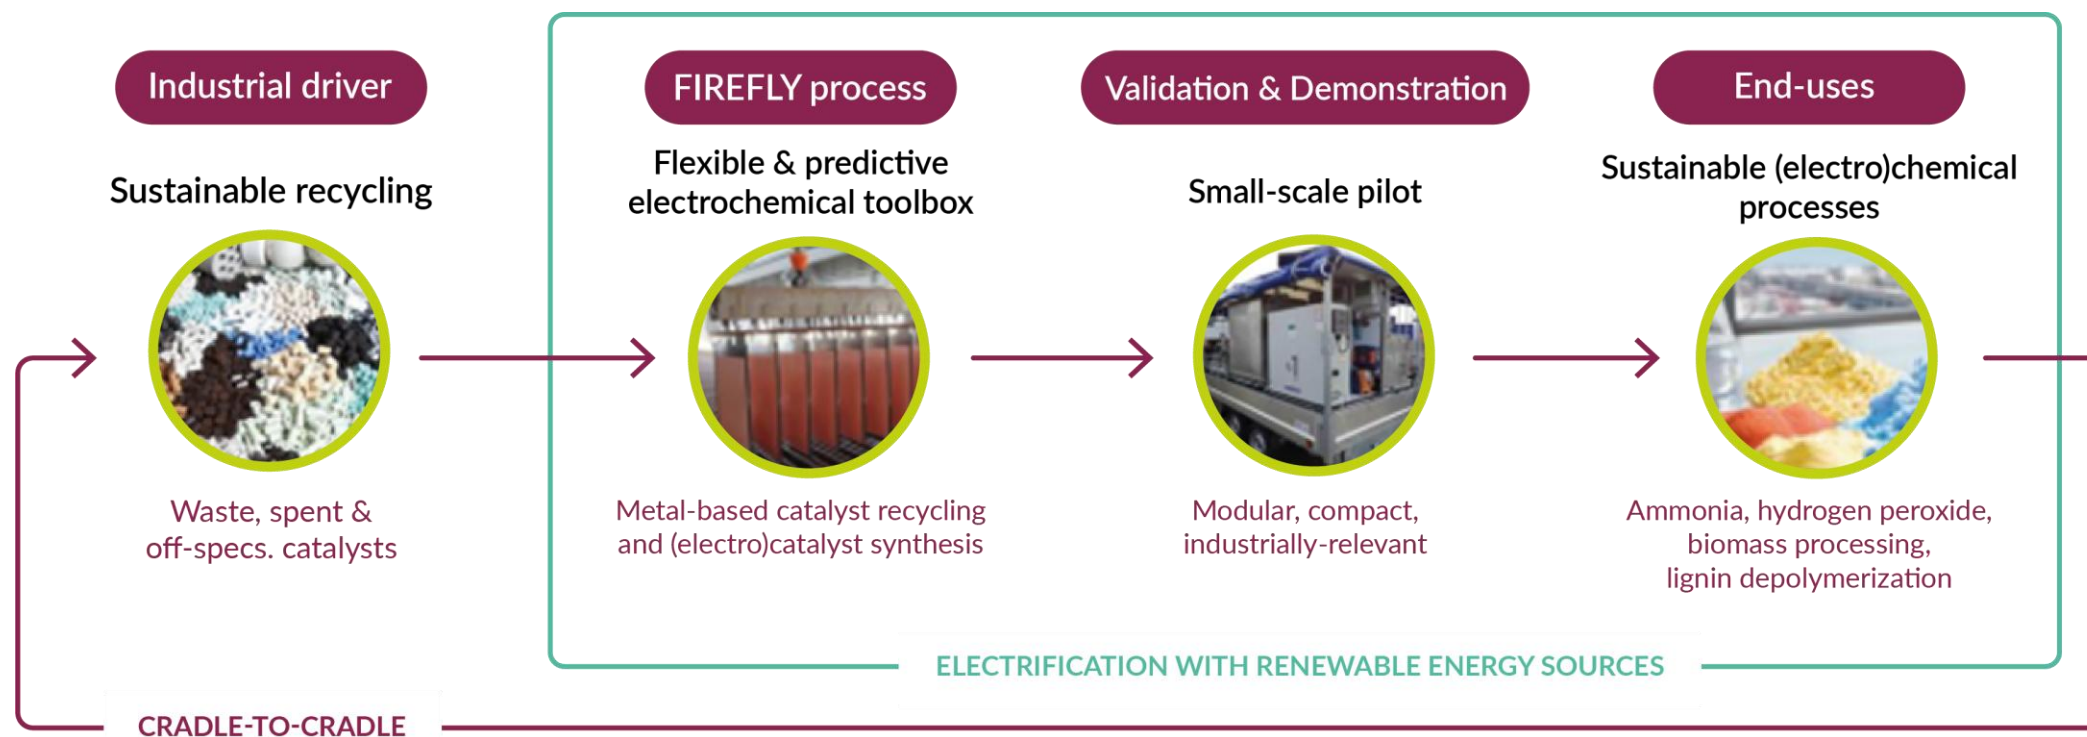 Industrial driver
Sustainable recycling
Waste, spent &
off-specs. catalysts
FIREFLY process
Flexible & predictive
electrochemical toolbox
Metal-based catalyst recycling
and (electro)catalyst synthesis
Validation & Demonstration
Small-scale pilot
Modular, compact,
industrially-relevant
End-uses
Sustainable (electro)chemical
processes
Ammonia, hydrogen peroxide,
biomass processing,
lignin depolymerization
ELECTRIFICATION WITH RENEWABLE ENERGY SOURCES
CRADLE-TO-CRADLE